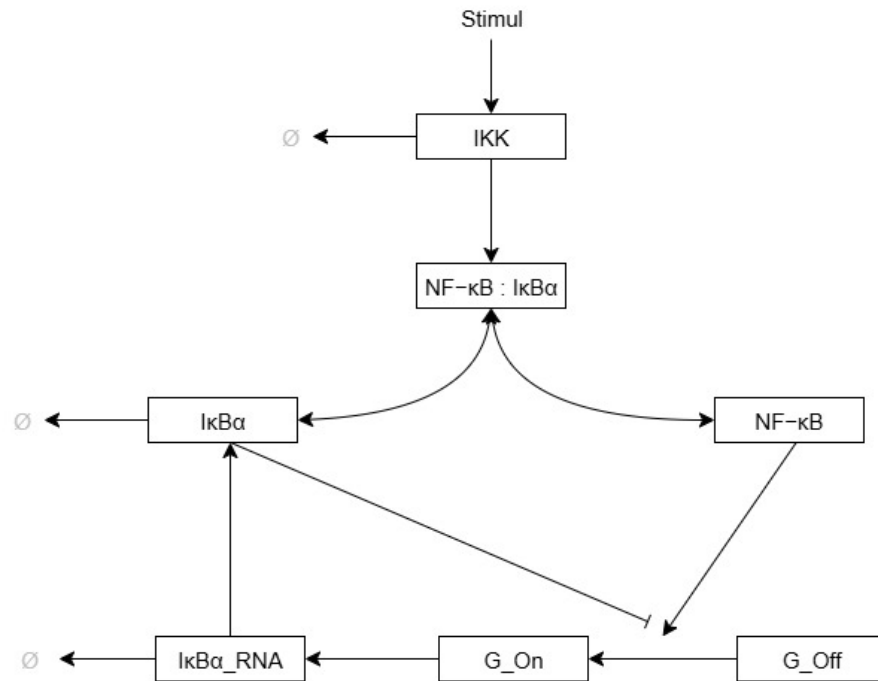 Stimul
Ø
IKK
NF−κB : IκBα
Ø
IκBα
NF−κB
Ø
IκBα_RNA
G_On
G_Off